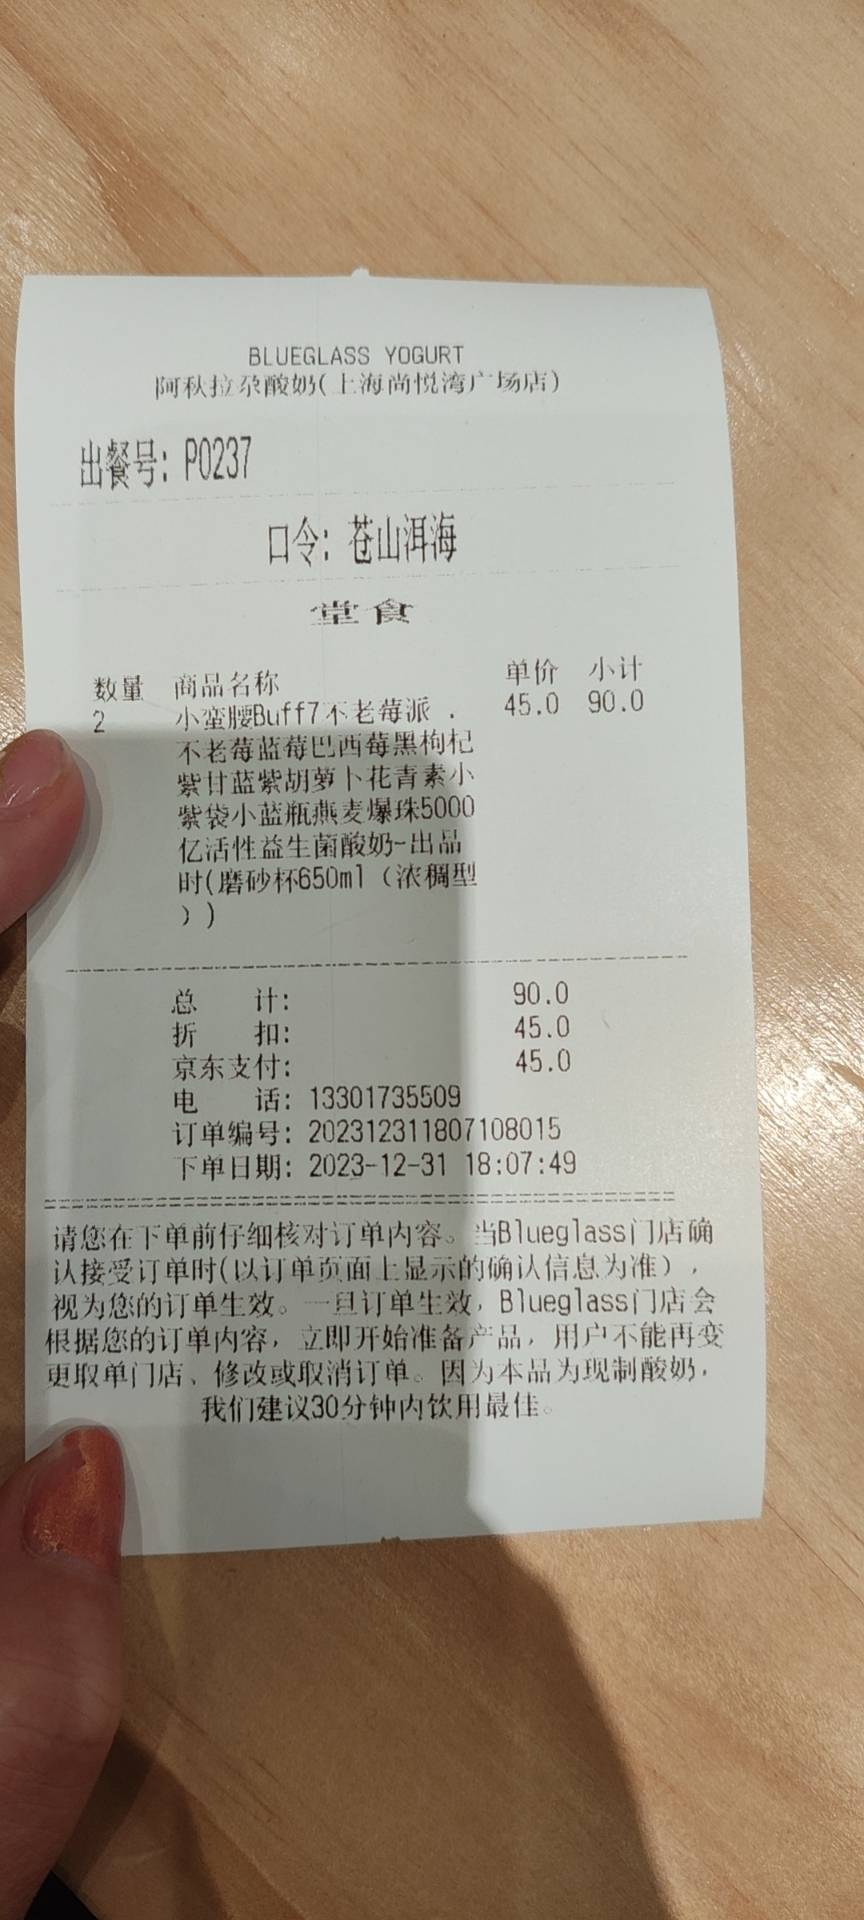 BLUEGLASS YOGURT
阿秋拉尕酸奶(上海尚悦湾广场店)
出餐号: P0237
口令: 苍山洱海
堂食
数量 商品名称 单价 小计
2 小蛮腰Buff7不老莓派 . 45.0 90.0
不老莓蓝莓巴西莓黑枸杞
紫甘蓝紫胡萝卜花青素小
紫袋小蓝瓶燕麦爆珠5000
亿活性益生菌酸奶-出品
时(磨砂杯650ml（浓稠型
）)
总 计: 90.0
折 扣: 45.0
京东支付: 45.0
电 话: 13301735509
订单编号: 202312311807108015
下单日期: 2023-12-31 18:07:49
请您在下单前仔细核对订单内容。当Blueglass门店确
认接受订单时(以订单页面上显示的确认信息为准)，
视为您的订单生效。一旦订单生效，Blueglass门店会
根据您的订单内容，立即开始准备产品，用户不能再变
更取单门店、修改或取消订单。因为本品为现制酸奶，
我们建议30分钟内饮用最佳。